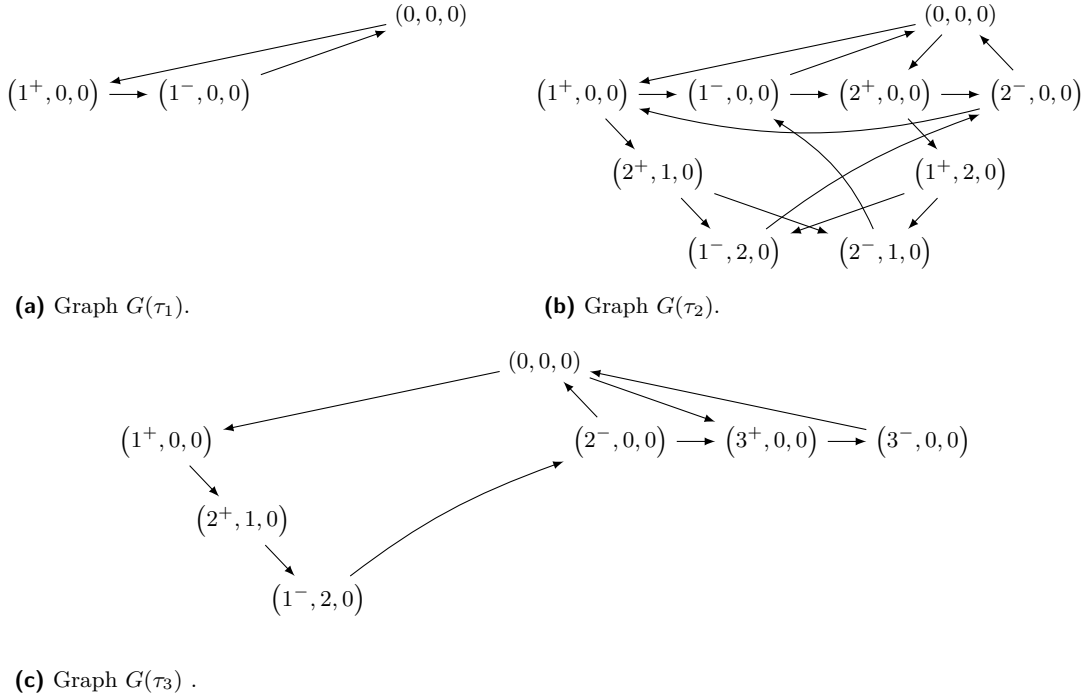 (0, 0, 0) (0, 0, 0)
(1⁺, 0, 0) (1⁻, 0, 0) (1⁺, 0, 0) (1⁻, 0, 0) (2⁺, 0, 0) (2⁻, 0, 0)
(2⁺, 1, 0) (1⁺, 2, 0)
(1⁻, 2, 0) (2⁻, 1, 0)
(a) Graph G(τ₁). (b) Graph G(τ₂).
(0, 0, 0)
(1⁺, 0, 0) (2⁻, 0, 0) (3⁺, 0, 0) (3⁻, 0, 0)
(2⁺, 1, 0)
(1⁻, 2, 0)
(c) Graph G(τ₃) .